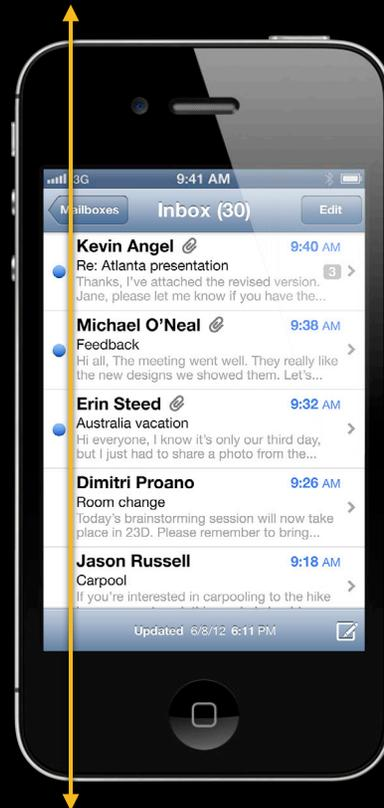 3G 9:41 AM
Mailboxes Inbox (30) Edit
Kevin Angel 9:40 AM
Re: Atlanta presentation
Thanks, I've attached the revised version. 3
Jane, please let me know if you have the...
Michael O'Neal 9:38 AM
Feedback
Hi all, The meeting went well. They really like
the new designs we showed them. Let's...
Erin Steed 9:32 AM
Australia vacation
Hi everyone, I know it's only our third day,
but I just had to share a photo from the...
Dimitri Proano 9:26 AM
Room change
Today's brainstorming session will now take
place in 23D. Please remember to bring...
Jason Russell 9:18 AM
Carpool
If you're interested in carpooling to the hike
Updated 6/8/12 6:11 PM